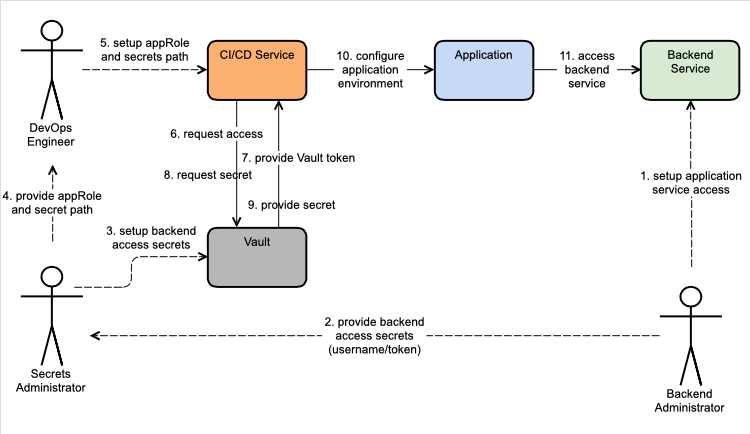 5. setup appRole
and secrets path
CI/CD Service
10. configure
application
environment
Application
11. access
backend
service
Backend
Service
DevOps
Engineer
6. request access
7. provide Vault token
8. request secret
9. provide secret
1. setup application
service access
4. provide appRole
and secret path
3. setup backend
access secrets
Vault
2. provide backend
access secrets
(username/token)
Secrets
Administrator
Backend
Administrator